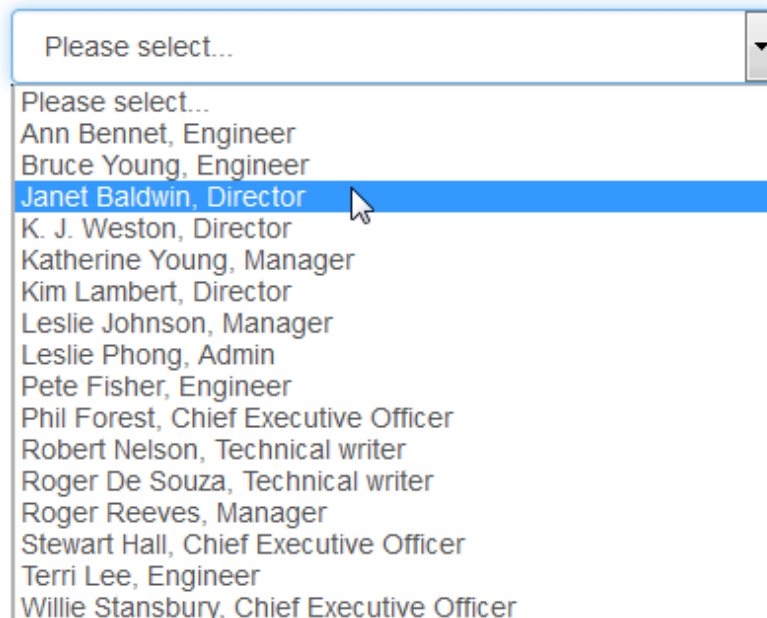 Please select...
Please select...
Ann Bennet, Engineer
Bruce Young, Engineer
Janet Baldwin, Director
K. J. Weston, Director
Katherine Young, Manager
Kim Lambert, Director
Leslie Johnson, Manager
Leslie Phong, Admin
Pete Fisher, Engineer
Phil Forest, Chief Executive Officer
Robert Nelson, Technical writer
Roger De Souza, Technical writer
Roger Reeves, Manager
Stewart Hall, Chief Executive Officer
Terri Lee, Engineer
Willie Stansbury, Chief Executive Officer